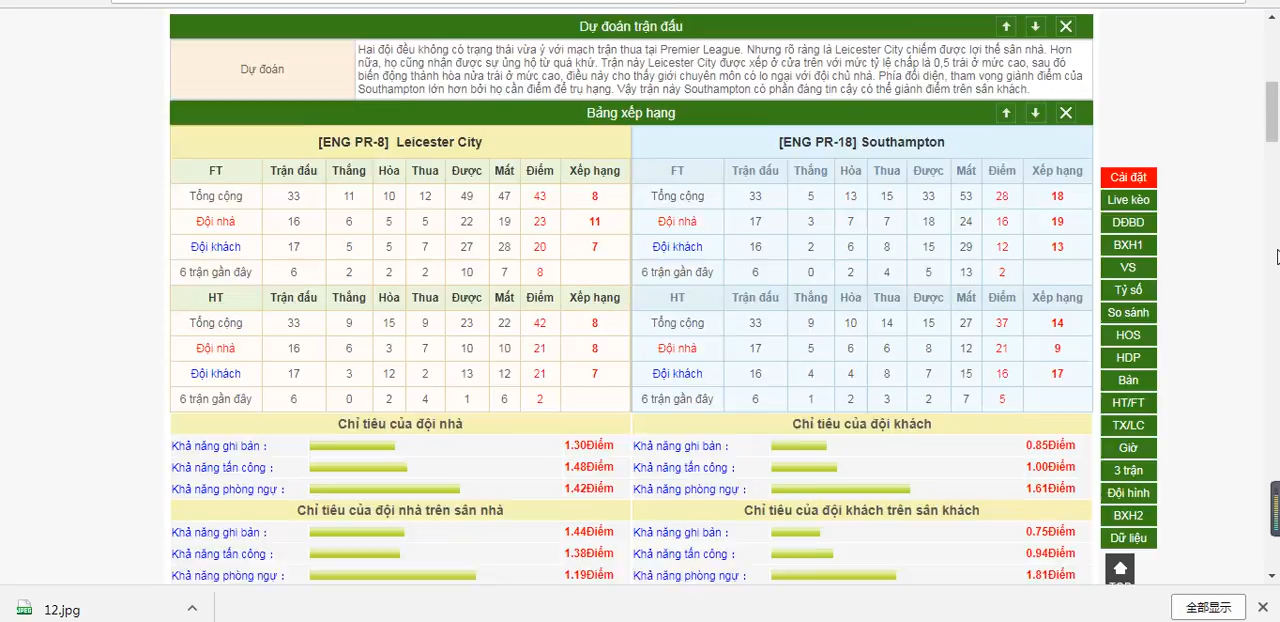 Dự đoán trận đấu
Dự đoán
Hai đội đều không có trạng thái vừa ý với mạch trận thua tại Premier League. Nhưng rõ ràng là Leicester City chiếm được lợi thế sân nhà. Hơn
nữa, họ cũng nhận được sự ủng hộ từ quá khứ. Trận này Leicester City được xếp ở cửa trên với mức tỷ lệ chấp là 0,5 trái ở mức cao, sau đó
biến động thành hòa nửa trái ở mức cao, điều này cho thấy giới chuyên môn có lo ngại với đội chủ nhà. Phía đối diện, tham vọng giành điểm của
Southampton lớn hơn bởi họ cần điểm để trụ hạng. Vậy trận này Southampton có phần đáng tin cậy có thể giành điểm trên sân khách.
Bảng xếp hạng
[ENG PR-8] Leicester City
[ENG PR-18] Southampton
FT Trận đấu Thắng Hòa Thua Được Mất Điểm Xếp hạng FT Trận đấu Thắng Hòa Thua Được Mất Điểm Xếp hạng
Tổng cộng 33 11 10 12 49 47 43 8 Tổng cộng 33 5 13 15 33 53 28 18
Đội nhà 16 6 5 5 22 19 23 11 Đội nhà 17 3 7 7 18 24 16 19
Đội khách 17 5 5 7 27 28 20 7 Đội khách 16 2 6 8 15 29 12 13
6 trận gần đây 6 2 2 2 10 7 8 6 trận gần đây 6 0 2 4 5 13 2
HT Trận đấu Thắng Hòa Thua Được Mất Điểm Xếp hạng HT Trận đấu Thắng Hòa Thua Được Mất Điểm Xếp hạng
Tổng cộng 33 9 15 9 23 22 42 8 Tổng cộng 33 9 10 14 15 27 37 14
Đội nhà 16 6 3 7 10 10 21 8 Đội nhà 17 5 6 6 8 12 21 9
Đội khách 17 3 12 2 13 12 21 7 Đội khách 16 4 4 8 7 15 16 17
6 trận gần đây 6 0 2 4 1 6 2 6 trận gần đây 6 1 2 3 2 7 5
Chỉ tiêu của đội nhà Chỉ tiêu của đội khách
Khả năng ghi bàn : 1.30Điểm Khả năng ghi bàn : 0.85Điểm
Khả năng tấn công : 1.48Điểm Khả năng tấn công : 1.00Điểm
Khả năng phòng ngự : 1.42Điểm Khả năng phòng ngự : 1.61Điểm
Chỉ tiêu của đội nhà trên sân nhà Chỉ tiêu của đội khách trên sân khách
Khả năng ghi bàn : 1.44Điểm Khả năng ghi bàn : 0.75Điểm
Khả năng tấn công : 1.38Điểm Khả năng tấn công : 0.94Điểm
Khả năng phòng ngự : 1.19Điểm Khả năng phòng ngự : 1.81Điểm
Cài đặt
Live kèo
DĐBD
BXH1
VS
Tỷ số
So sánh
HOS
HDP
Bàn
HT/FT
TX/LC
Giờ
3 trận
Đội hình
BXH2
Dữ liệu
TOP
12.jpg
全部显示